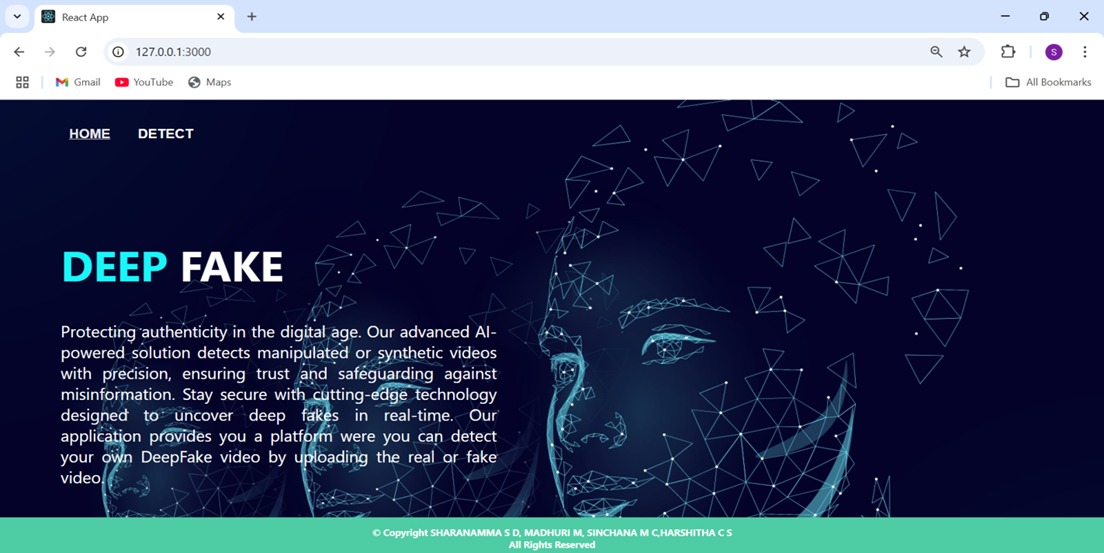 React App
127.0.0.1:3000
S
Gmail YouTube Maps All Bookmarks
HOME DETECT
DEEP FAKE
Protecting authenticity in the digital age. Our advanced AI-
powered solution detects manipulated or synthetic videos
with precision, ensuring trust and safeguarding against
misinformation. Stay secure with cutting-edge technology
designed to uncover deep fakes in real-time. Our
application provides you a platform were you can detect
your own DeepFake video by uploading the real or fake
video.
© Copyright SHARANAMMA S D, MADHURI M, SINCHANA M C,HARSHITHA C S
All Rights Reserved